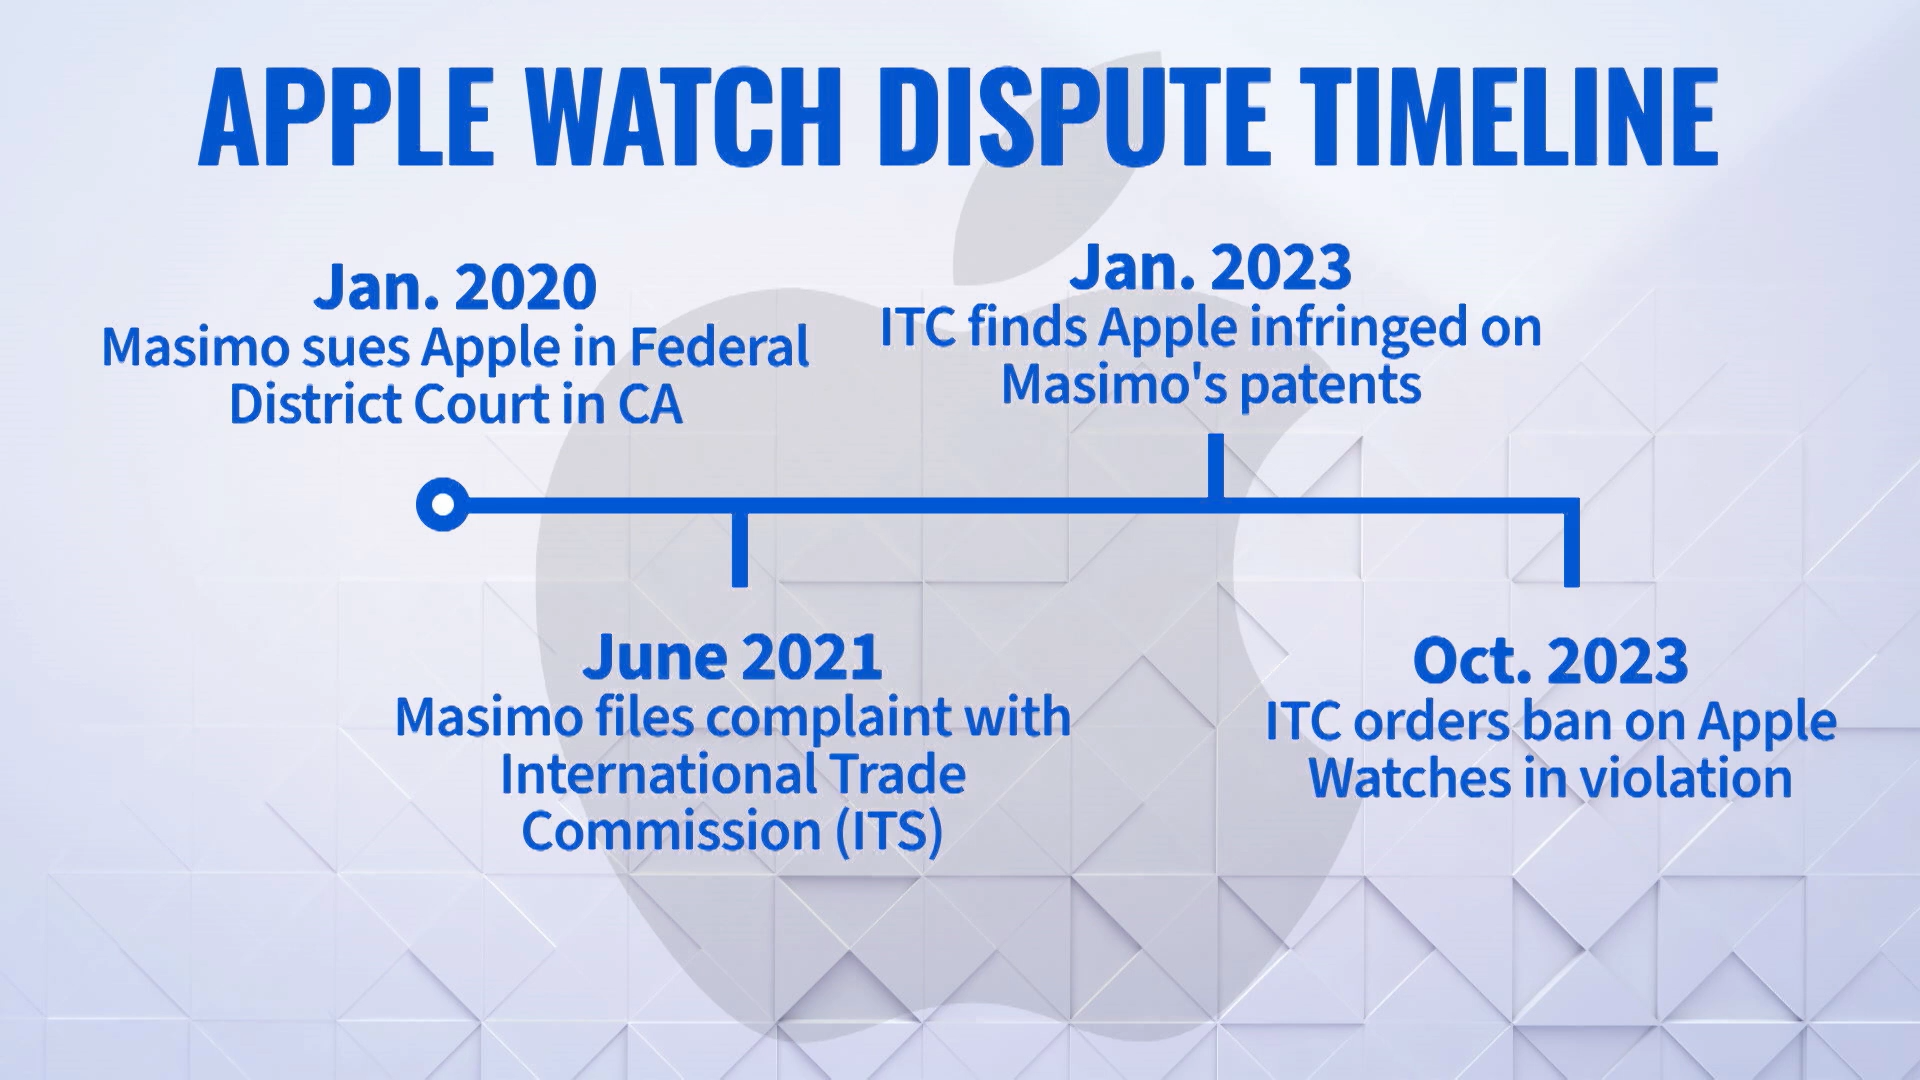 APPLE WATCH DISPUTE TIMELINE
Jan. 2020
Masimo sues Apple in Federal
District Court in CA
June 2021
Masimo files complaint with
International Trade
Commission (ITS)
Jan. 2023
ITC finds Apple infringed on
Masimo's patents
Oct. 2023
ITC orders ban on Apple
Watches in violation